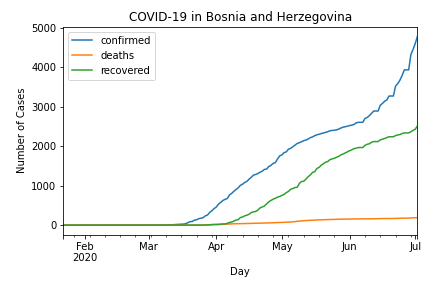 COVID-19 in Bosnia and Herzegovina
confirmed
deaths
recovered
Number of Cases
5000
4000
3000
2000
1000
0
Feb
2020
Mar
Apr
May
Jun
Jul
Day